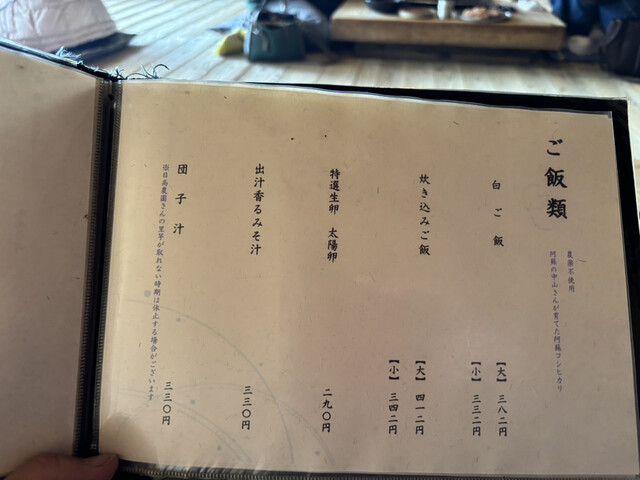 ご飯類
農薬不使用
阿蘇の中山さんが育てた阿蘇コシヒカリ
白ご飯
【大】三八二円
【小】三三二円
炊き込みご飯
【大】四一二円
【小】三四二円
特選生卵 太陽卵
二九〇円
出汁香るみそ汁
三三〇円
団子汁
三三〇円
※日高農園さんの里芋が取れない時期は休止する場合がございます